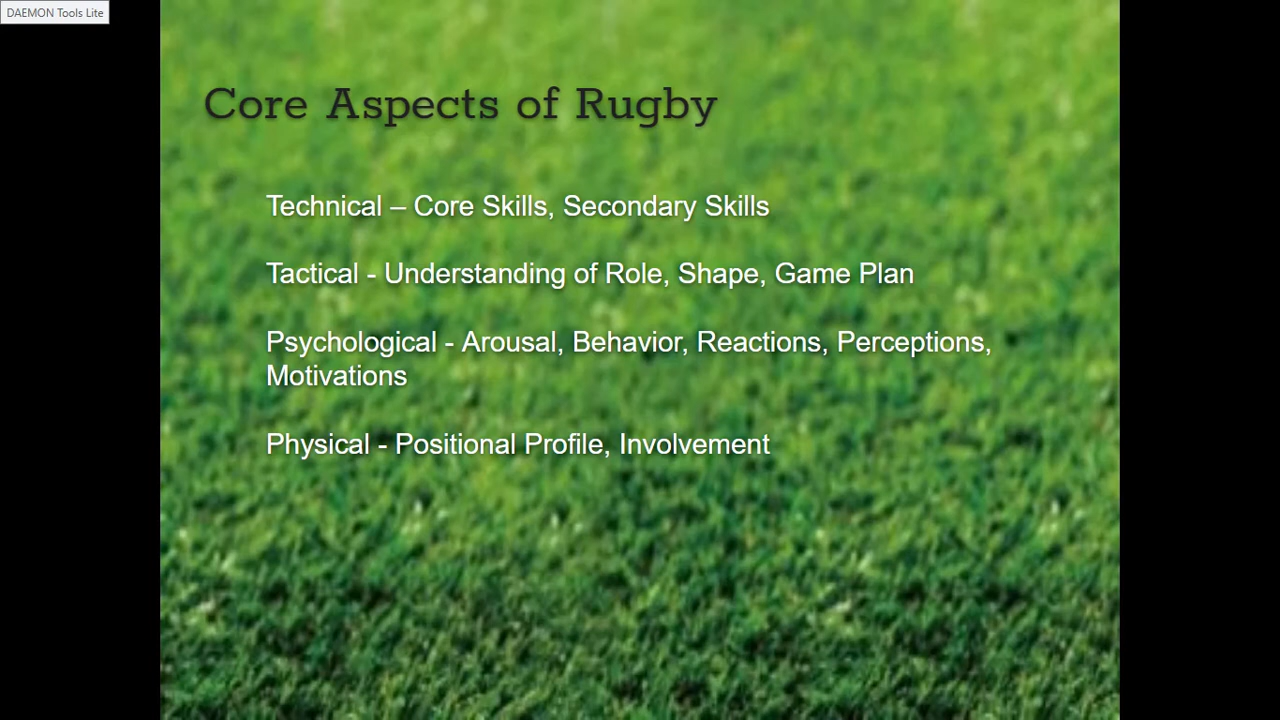 DAEMON Tools Lite
Core Aspects of Rugby
Technical – Core Skills, Secondary Skills
Tactical - Understanding of Role, Shape, Game Plan
Psychological - Arousal, Behavior, Reactions, Perceptions,
Motivations
Physical - Positional Profile, Involvement